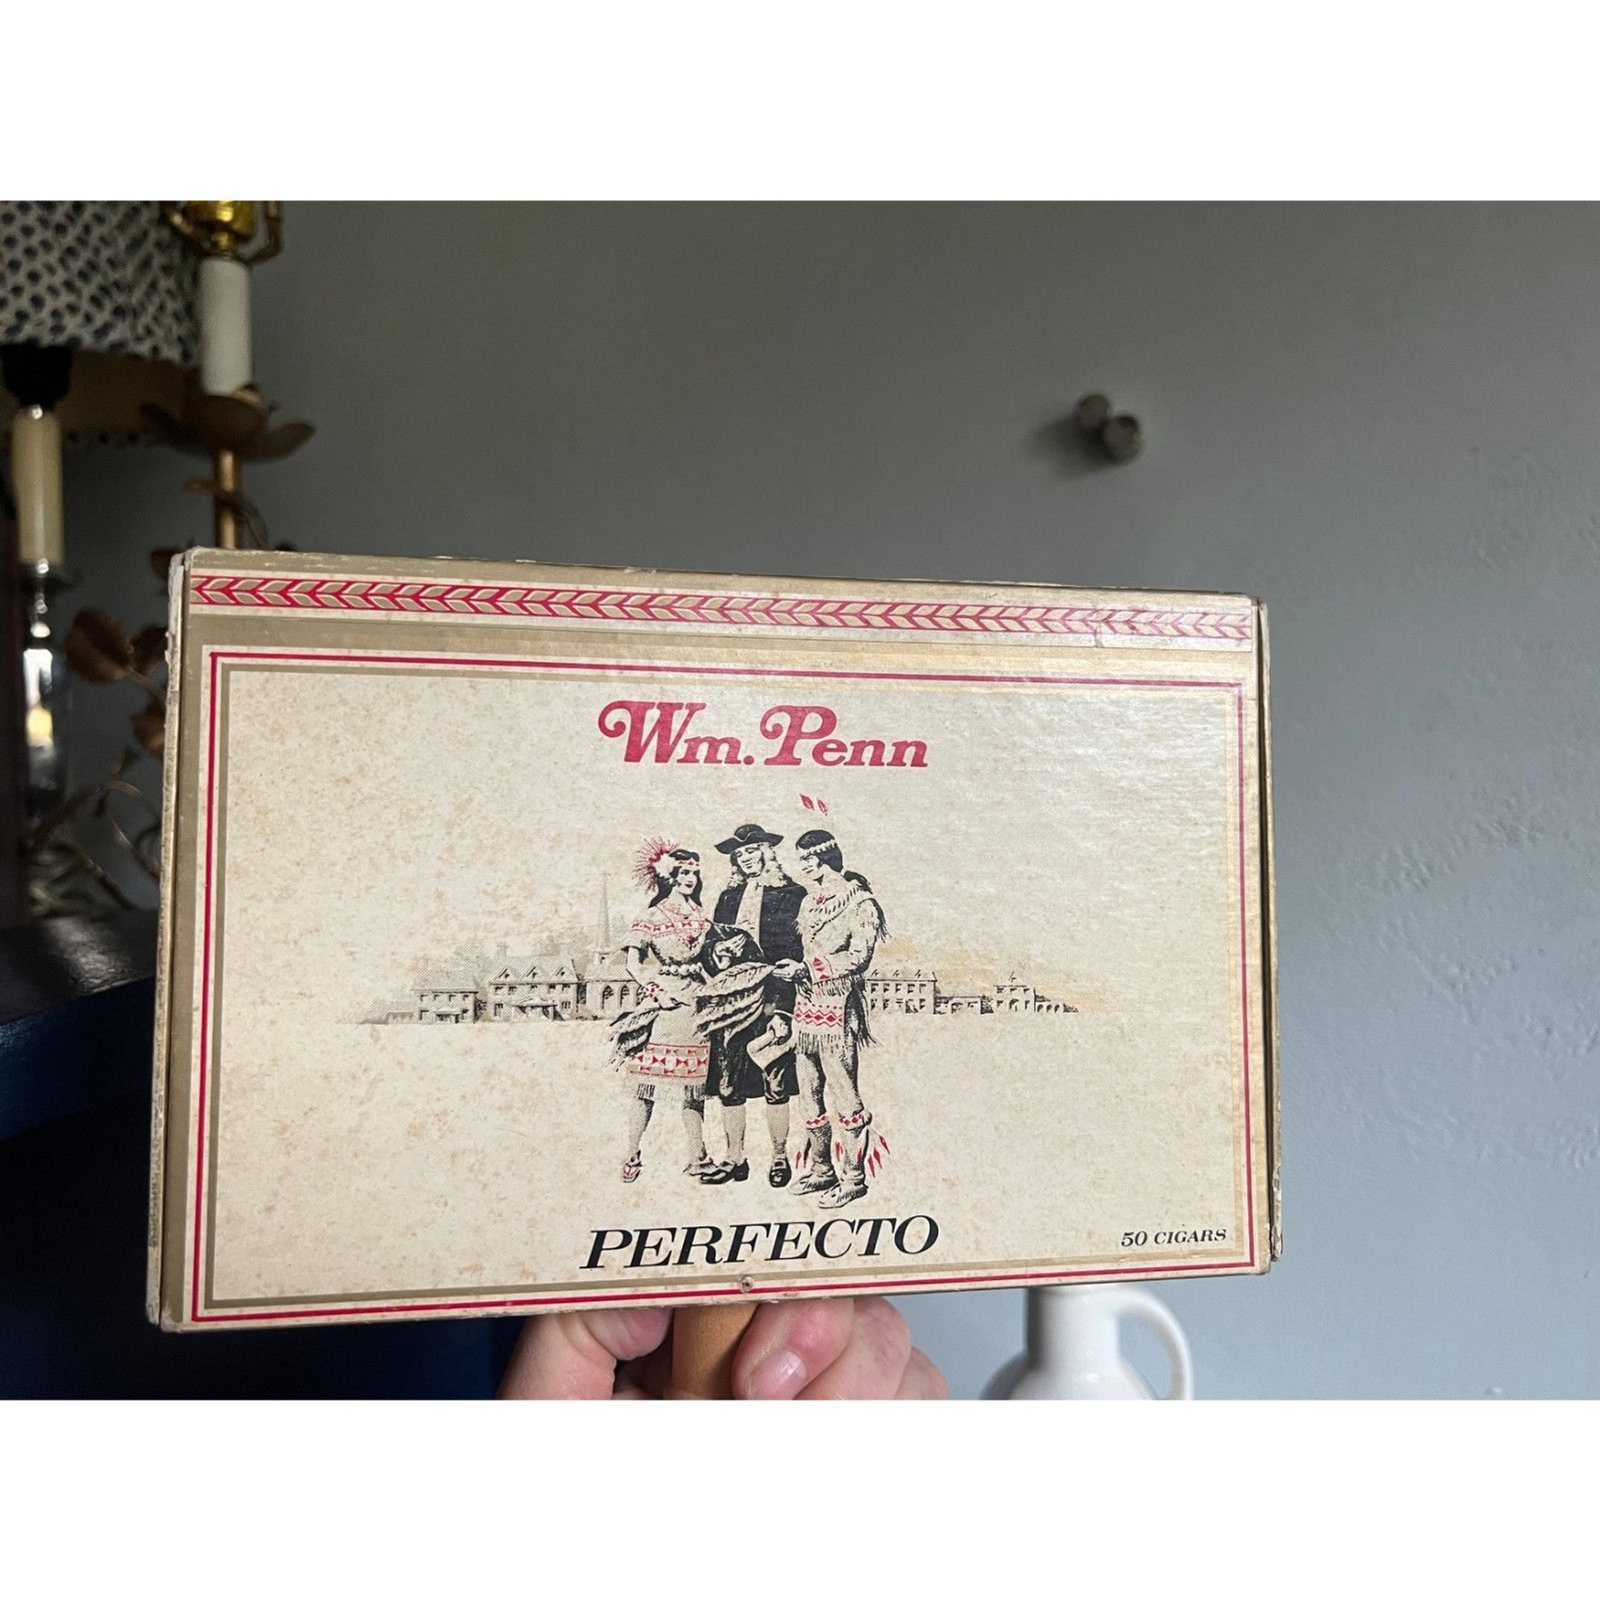 Wm. Penn
PERFECTO
50 CIGARS